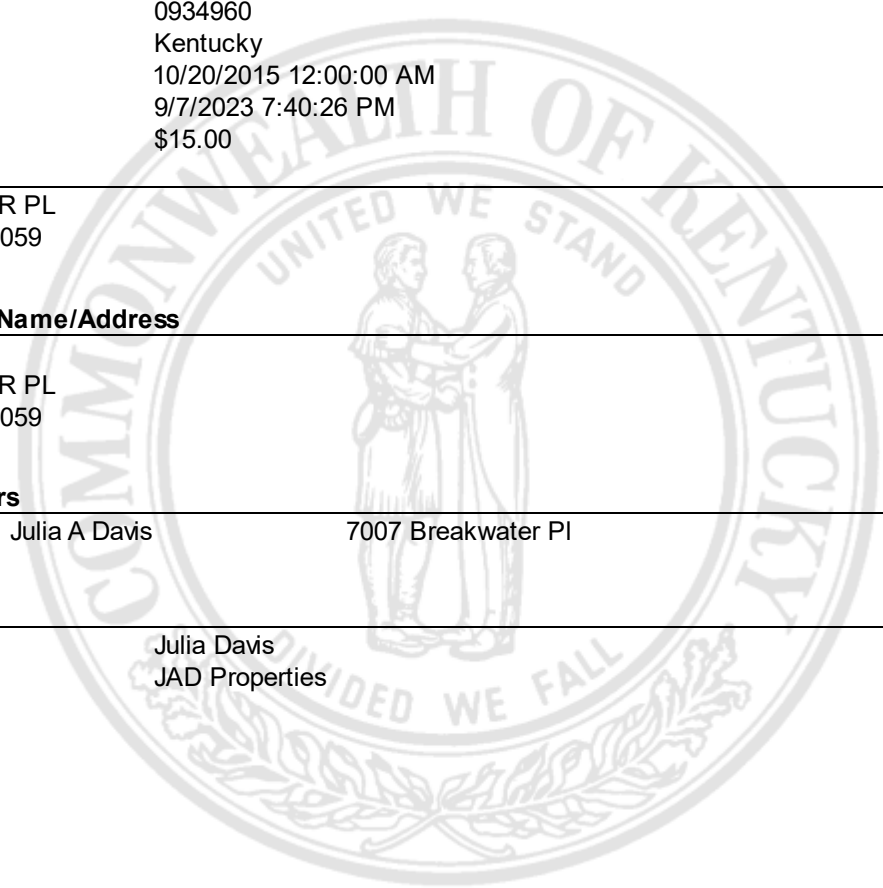 0934960
Kentucky
10/20/2015 12:00:00 AM
9/7/2023 7:40:26 PM
$15.00
R PL
059
Name/Address
R PL
059
rs
Julia A Davis 7007 Breakwater Pl
Julia Davis
JAD Properties
COMMONWEALTH OF KENTUCKY
UNITED WE STAND
DIVIDED WE FALL